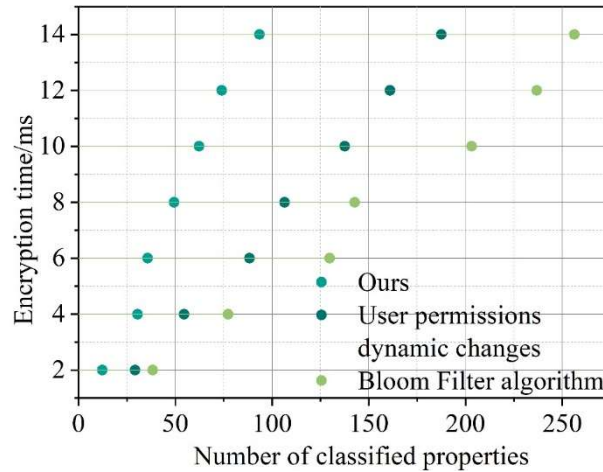 Encryption time/ms
14
12
10
8
6
4
2
0
50
100
150
200
250
Number of classified properties
Ours
User permissions
dynamic changes
Bloom Filter algorithm